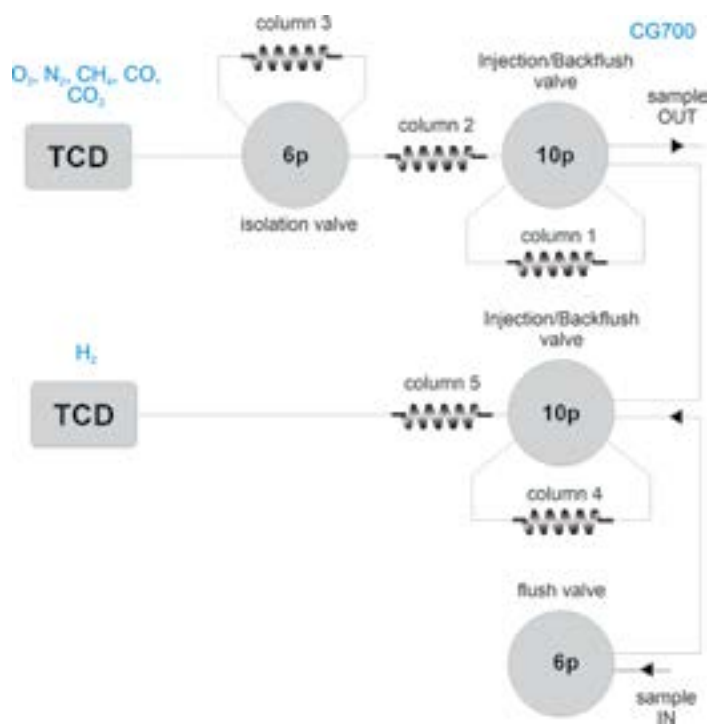 column 3
CG700
O₂, N₂, CH₄, CO,
CO₂
Injection/Backflush
valve
sample
OUT
column 2
TCD
6p
10p
isolation valve
column 1
Injection/Backflush
valve
H₂
column 5
TCD
10p
column 4
flush valve
6p
sample
IN